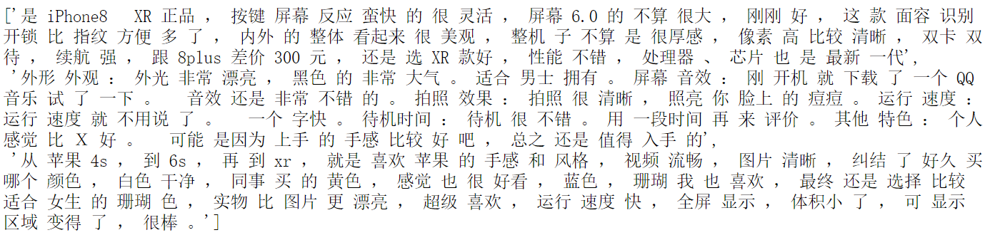 ['是 iPhone8   XR 正品 ， 按键 屏幕 反应 蛮快 的 很 灵活 ， 屏幕 6.0 的 不算 很大 ， 刚刚 好 ， 这 款 面容 识别
开锁 比 指纹 方便 多 了 ， 内外 的 整体 看起来 很 美观 ， 整机 子 不算 是 很厚感 ， 像素 高 比较 清晰 ， 双卡 双
待 ， 续航 强 ， 跟 8plus 差价 300 元 ， 还是 选 XR 款好 ， 性能 不错 ， 处理器 、 芯片 也 是 最新 一代',
'外形 外观 ： 外光 非常 漂亮 ， 黑色 的 非常 大气 。 适合 男士 拥有 。 屏幕 音效 ： 刚 开机 就 下载 了 一个 QQ
音乐 试 了 一下 。   音效 还是 非常 不错 的 。 拍照 效果 ： 拍照 很 清晰 ， 照亮 你 脸上 的 痘痘 。 运行 速度 ：
运行 速度 就 不用说 了 。   一个 字快 。 待机时间 ： 待机 很 不错 。 用 一段时间 再 来 评价 。 其他 特色 ： 个人
感觉 比 X 好 。   可能 是因为 上手 的 手感 比较 好 吧 ， 总之 还是 值得 入手 的',
'从 苹果 4s ， 到 6s ， 再 到 xr ， 就是 喜欢 苹果 的 手感 和 风格 ， 视频 流畅 ， 图片 清晰 ， 纠结 了 好久 买
哪个 颜色 ， 白色 干净 ， 同事 买 的 黄色 ， 感觉 也 很 好看 ， 蓝色 ， 珊瑚 我 也 喜欢 ， 最终 还是 选择 比较
适合 女生 的 珊瑚 色 ， 实物 比 图片 更 漂亮 ， 超级 喜欢 ， 运行 速度 快 ， 全屏 显示 ， 体积小 了 ， 可 显示
区域 变得 了 ， 很棒 。']